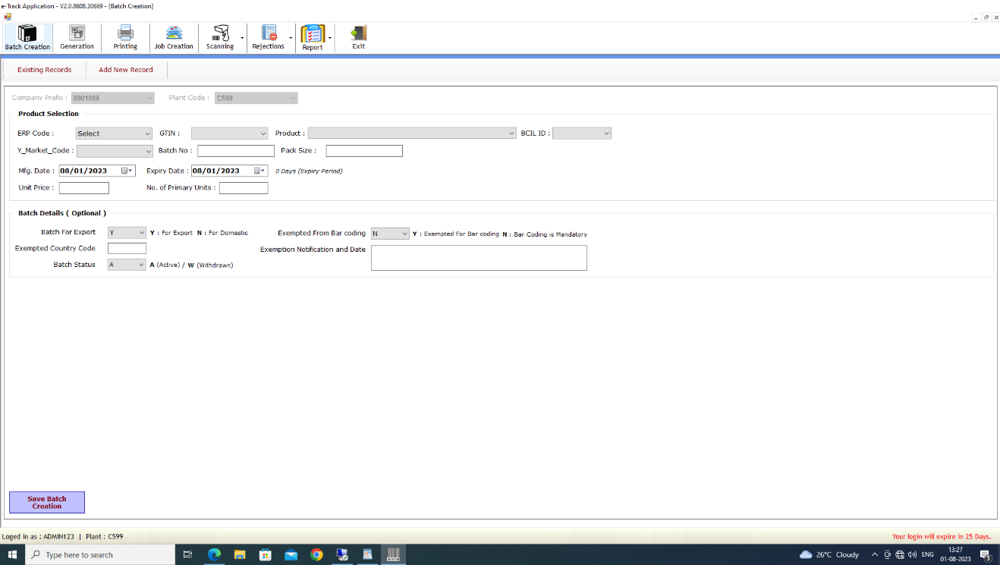 e-Track Application - V2.0.8608.30669 - [Batch Creation]
Batch Creation Generation Printing Job Creation Scanning Rejections Report Exit
Existing Records Add New Record
Company Prefix : 8901089 Plant Code : C599
Product Selection
ERP Code : Select GTIN : Product : BCIL ID :
Y_Market_Code : Batch No : Pack Size :
Mfg. Date : 08/01/2023 Expiry Date : 08/01/2023 0 Days (Expiry Period)
Unit Price : No. of Primary Units :
Batch Details ( Optional )
Batch For Export Y Y : For Export N : For Domestic Exempted From Bar coding N Y : Exempted For Bar coding N : Bar Coding is Mandatory
Exempted Country Code Exemption Notification and Date
Batch Status A A (Active) / W (Withdrawn)
Save Batch
Creation
Loged in as : ADMIN123 | Plant : C599 Your login will expire in 25 Days.
Type here to search 26°C Cloudy ENG 13:27
01-08-2023 3